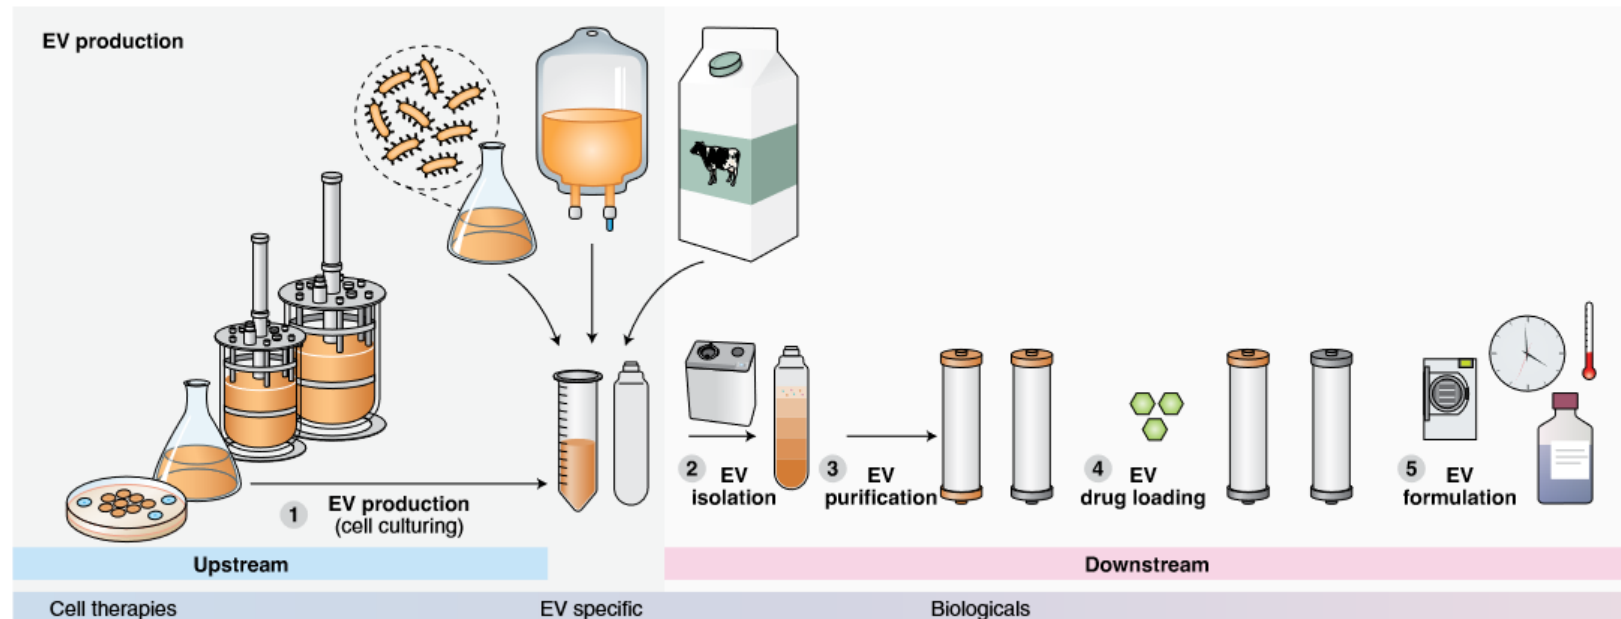 EV production
1 EV production
(cell culturing)
2 EV
isolation
3 EV
purification
4 EV
drug loading
5 EV
formulation
Upstream
Downstream
Cell therapies
EV specific
Biologicals